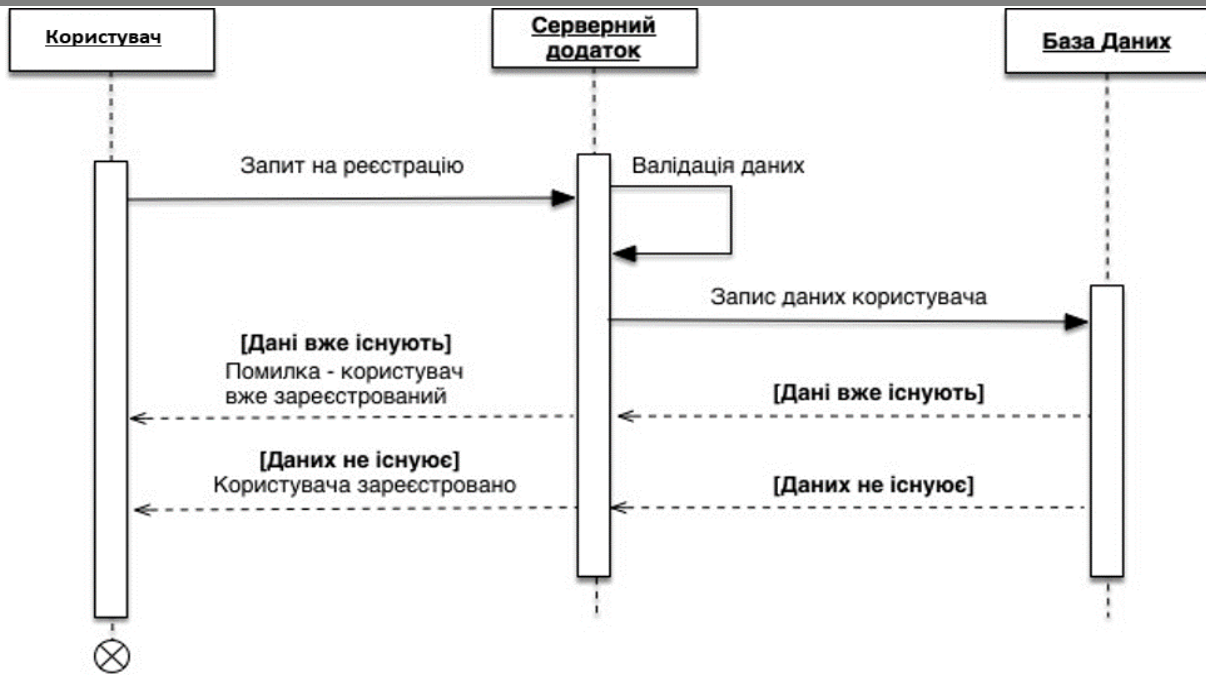 Користувач
Серверний
додаток
База Даних
Запит на реєстрацію
Валідація даних
Запис даних користувача
[Дані вже існують]
Помилка - користувач
вже зареєстрований
[Дані вже існують]
[Даних не існує]
Користувача зареєстровано
[Даних не існує]